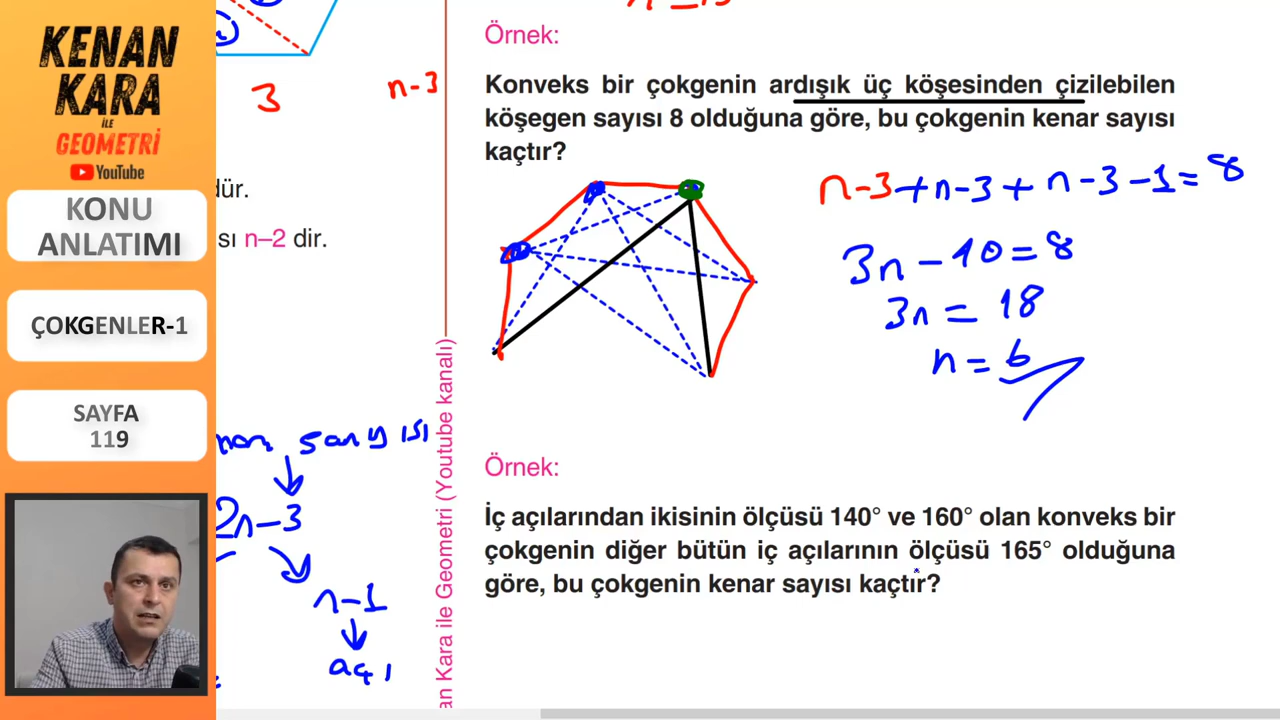 KENAN
KARA
İLE
GEOMETRİ
YouTube
KONU
ANLATIMI
ÇOKGENLER-1
SAYFA
119
3
n-3
dür.
sı n–2 dir.
sayısı
2n-3
n-1
açı
an Kara ile Geometri (Youtube kanalı)
Örnek:
Konveks bir çokgenin ardışık üç köşesinden çizilebilen
köşegen sayısı 8 olduğuna göre, bu çokgenin kenar sayısı
kaçtır?
n-3+n-3+n-3-1=8
3n-10=8
3n=18
n=6
Örnek:
İç açılarından ikisinin ölçüsü 140° ve 160° olan konveks bir
çokgenin diğer bütün iç açılarının ölçüsü 165° olduğuna
göre, bu çokgenin kenar sayısı kaçtır?